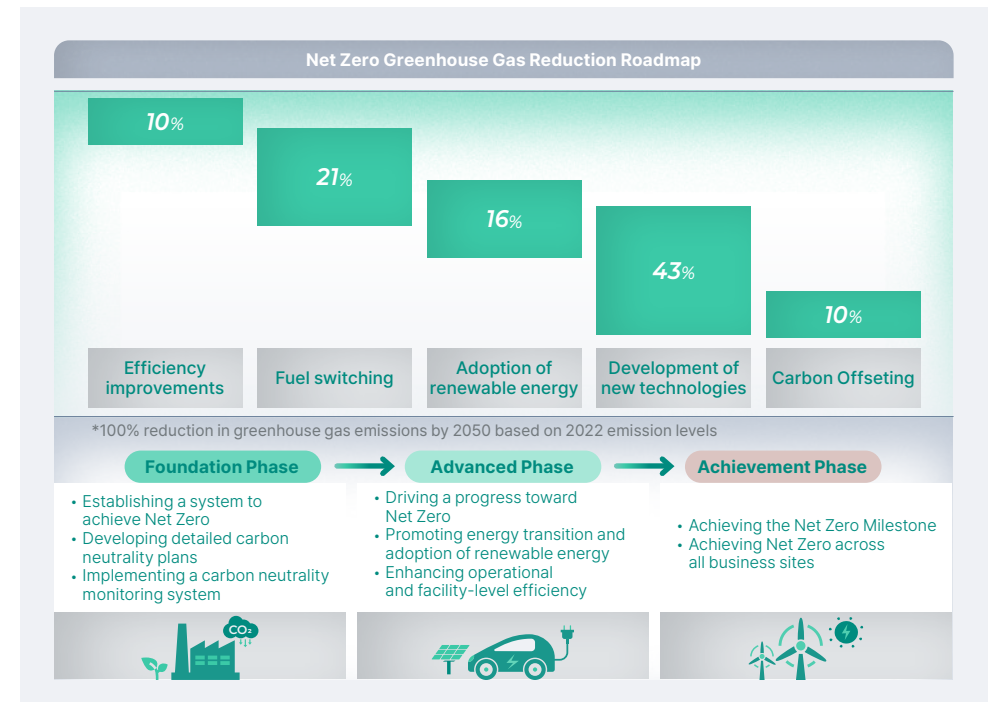 Net Zero Greenhouse Gas Reduction Roadmap
10%
21%
16%
43%
10%
Efficiency
improvements
Fuel switching
Adoption of
renewable energy
Development of
new technologies
Carbon Offseting
*100% reduction in greenhouse gas emissions by 2050 based on 2022 emission levels
Foundation Phase
Advanced Phase
Achievement Phase
• Establishing a system to
achieve Net Zero
• Developing detailed carbon
neutrality plans
• Implementing a carbon neutrality
monitoring system
• Driving a progress toward
Net Zero
• Promoting energy transition and
adoption of renewable energy
• Enhancing operational
and facility-level efficiency
• Achieving the Net Zero Milestone
• Achieving Net Zero across
all business sites
CO₂